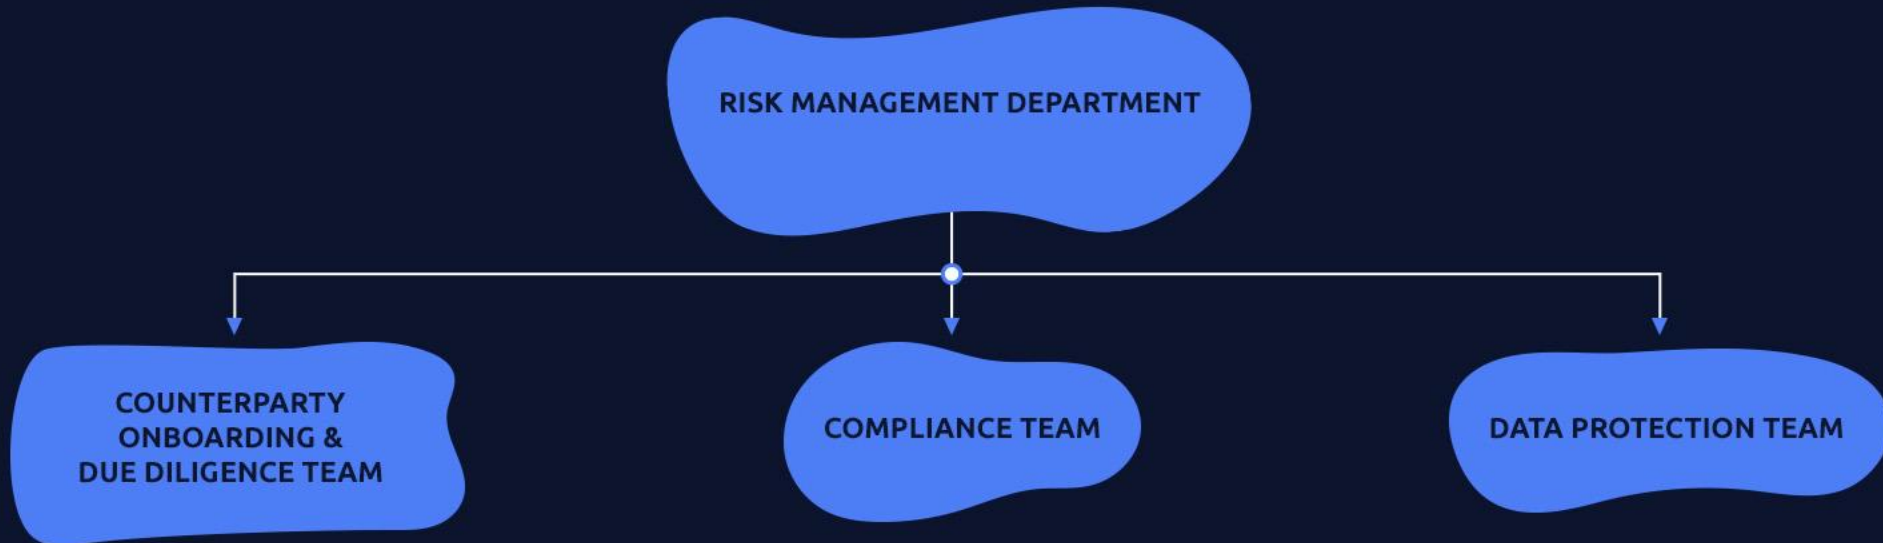 RISK MANAGEMENT DEPARTMENT
COUNTERPARTY
ONBOARDING &
DUE DILIGENCE TEAM
COMPLIANCE TEAM
DATA PROTECTION TEAM